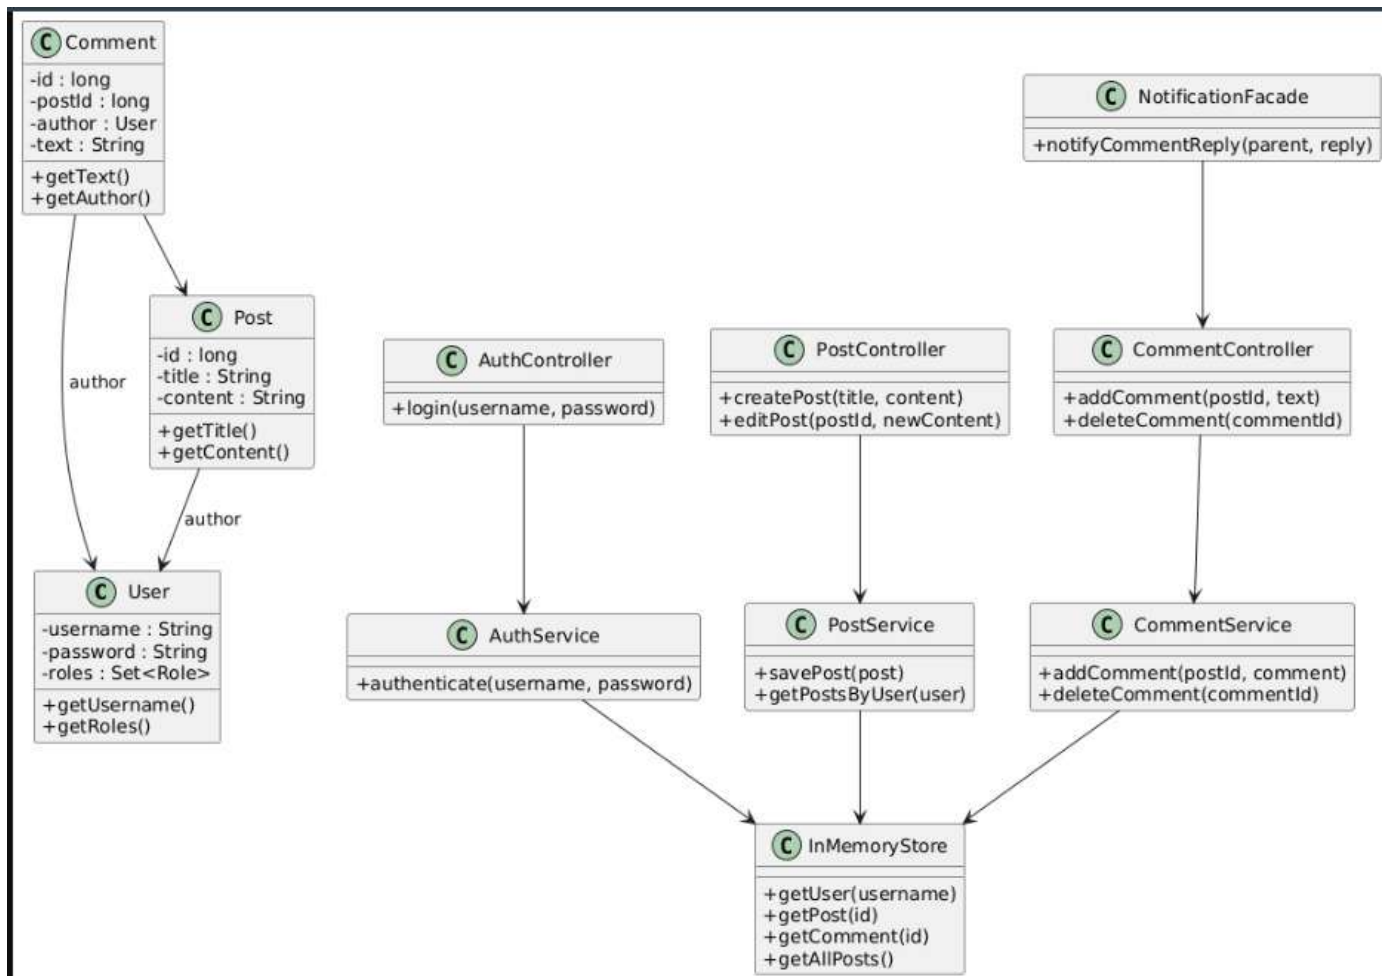 C Comment
-id : long
-postId : long
-author : User
-text : String
+getText()
+getAuthor()
C NotificationFacade
+notifyCommentReply(parent, reply)
C Post
-id : long
-title : String
-content : String
+getTitle()
+getContent()
author
author
C AuthController
+login(username, password)
C PostController
+createPost(title, content)
+editPost(postId, newContent)
C CommentController
+addComment(postId, text)
+deleteComment(commentId)
C User
-username : String
-password : String
-roles : Set<Role>
+getUsername()
+getRoles()
C AuthService
+authenticate(username, password)
C PostService
+savePost(post)
+getPostsByUser(user)
C CommentService
+addComment(postId, comment)
+deleteComment(commentId)
C InMemoryStore
+getUser(username)
+getPost(id)
+getComment(id)
+getAllPosts()